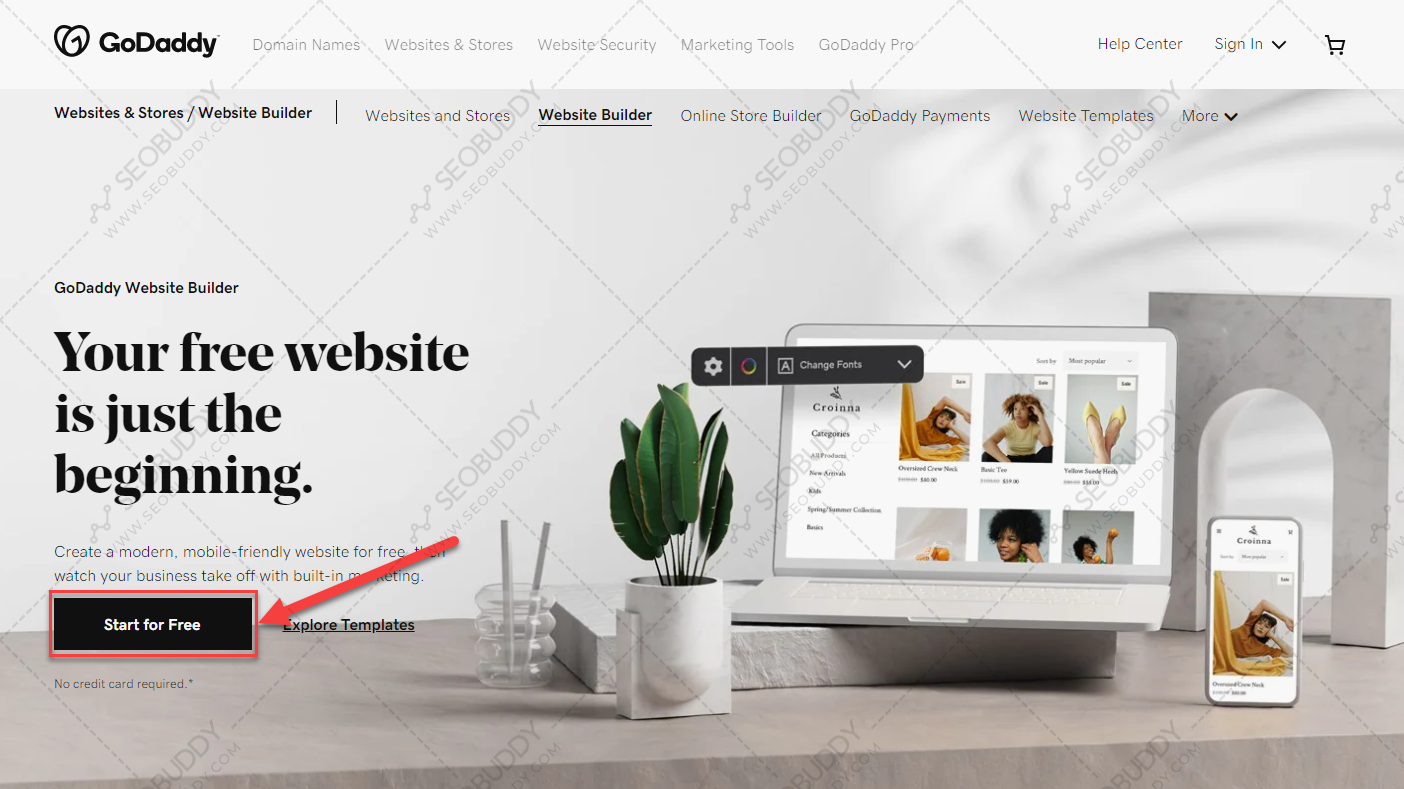 GoDaddy
Domain Names
Websites & Stores
Website Security
Marketing Tools
GoDaddy Pro
Help Center
Sign In
Websites & Stores / Website Builder
Websites and Stores
Website Builder
Online Store Builder
GoDaddy Payments
Website Templates
More
GoDaddy Website Builder
Your free website
is just the
beginning.
Create a modern, mobile-friendly website for free, then
watch your business take off with built-in marketing.
Start for Free
Explore Templates
No credit card required.*
A Change Fonts
Sort by
Most popular
Croinna
Categories
All Products
New Arrivals
Kids
Spring/Summer Collection
Basics
Sale
Sale
Sale
Oversized Crew Neck
$80.00
Basic Tee
$59.00
Yellow Suede Heels
$55.00
Croinna
Sort by
Most popular
Sale
Oversized Crew Neck
$80.00
SEOBUDDY
WWW.SEOBUDDY.COM